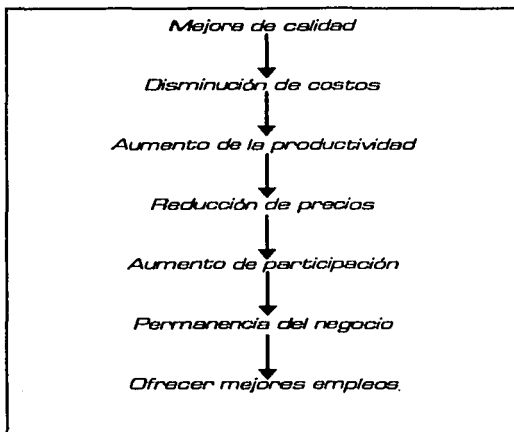 Mejora de calidad
Disminución de costos
Aumento de la productividad
Reducción de precios
Aumento de participación
Permanencia del negocio
Ofrecer mejores empleos.